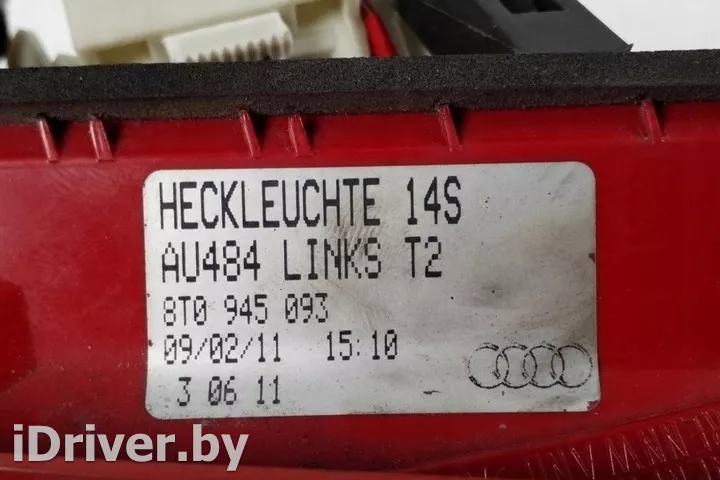 HECKLEUCHTE 14S
AU484 LINKS T2
8T0 945 093
09/02/11 15:10
3 06 11
iDriver.by